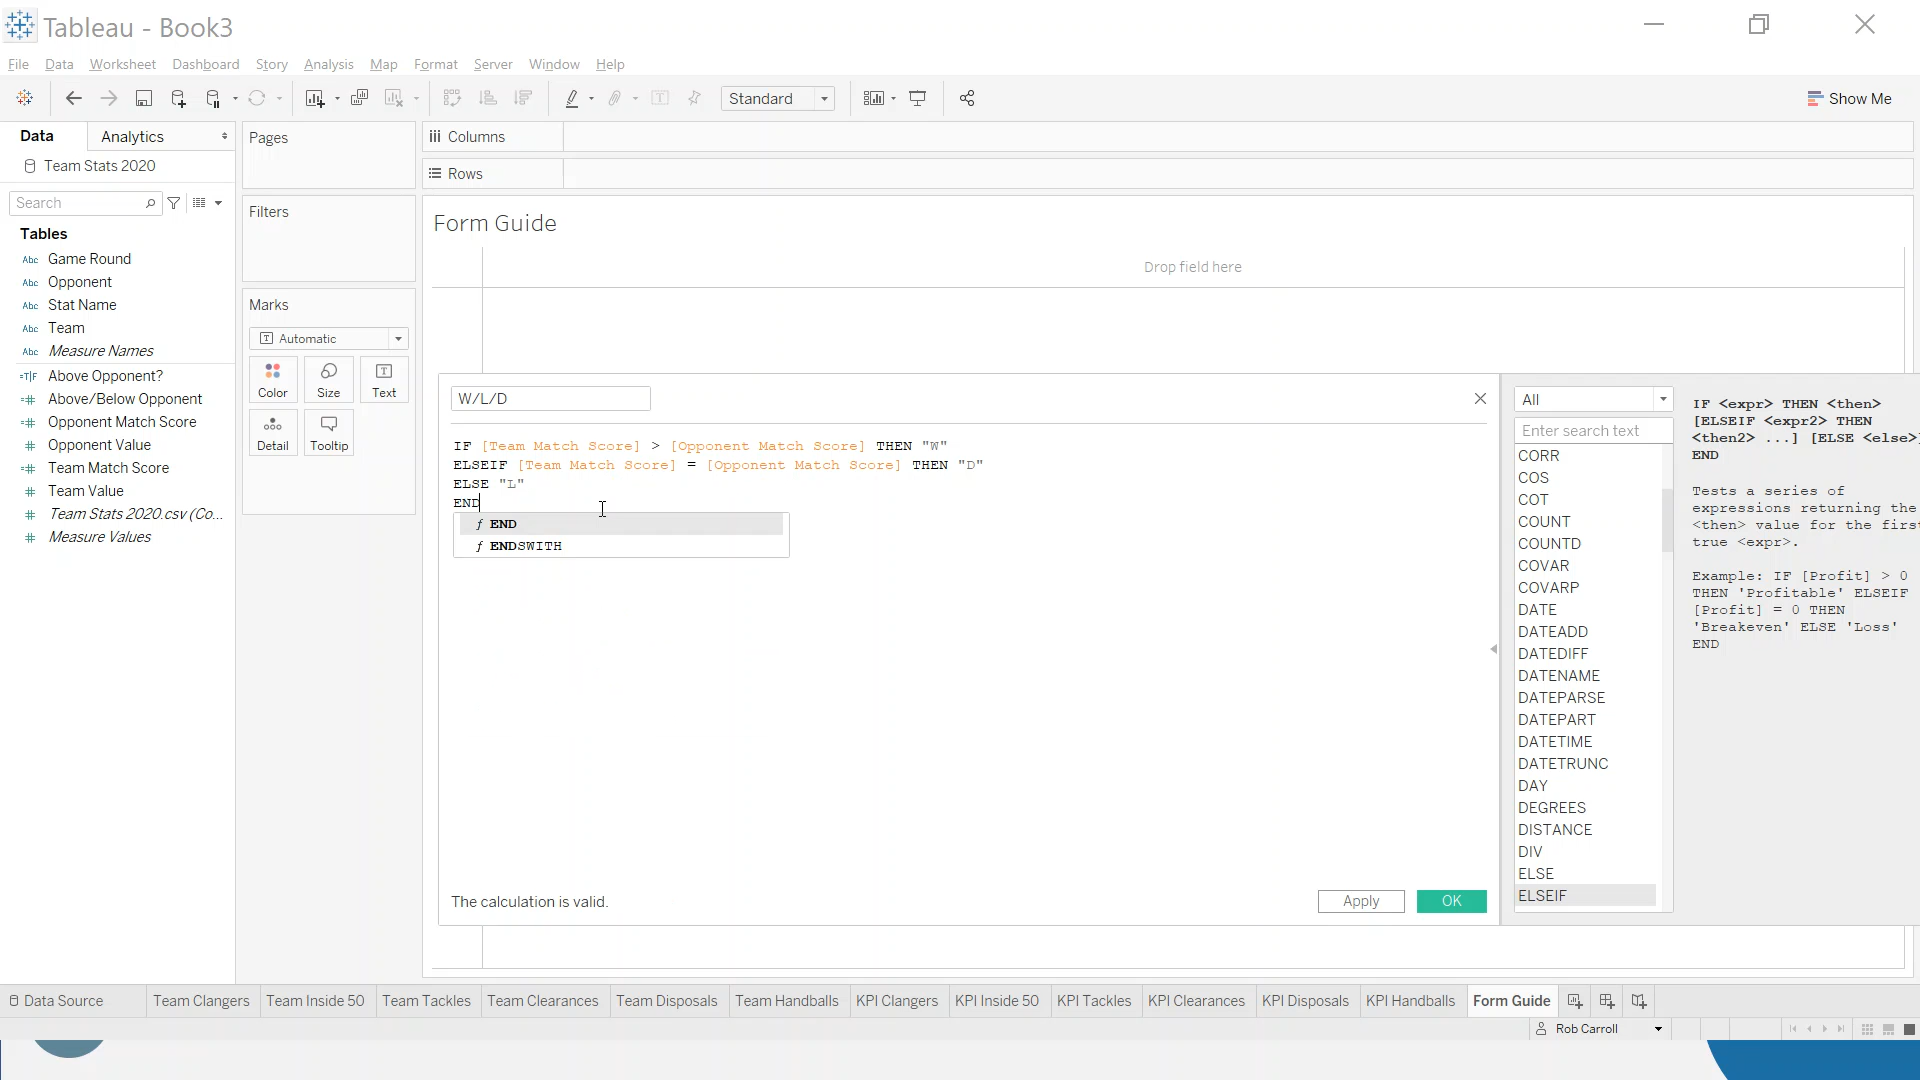 Tableau - Book3
File Data Worksheet Dashboard Story Analysis Map Format Server Window Help
Standard
Show Me
Data Analytics
Team Stats 2020
Search
Tables
Abc Game Round
Abc Opponent
Abc Stat Name
Abc Team
Abc Measure Names
=T|F Above Opponent?
=# Above/Below Opponent
=# Opponent Match Score
# Opponent Value
=# Team Match Score
# Team Value
# Team Stats 2020.csv (Co...
# Measure Values
Pages
Filters
Marks
Automatic
Color Size Text
Detail Tooltip
Columns
Rows
Form Guide
Drop field here
W/L/D
IF [Team Match Score] > [Opponent Match Score] THEN "W"
ELSEIF [Team Match Score] = [Opponent Match Score] THEN "D"
ELSE "L"
END
f END
f ENDSWITH
The calculation is valid.
Apply OK
All
Enter search text
CORR
COS
COT
COUNT
COUNTD
COVAR
COVARP
DATE
DATEADD
DATEDIFF
DATENAME
DATEPARSE
DATEPART
DATETIME
DATETRUNC
DAY
DEGREES
DISTANCE
DIV
ELSE
ELSEIF
IF <expr> THEN <then>
[ELSEIF <expr2> THEN
<then2> ...] [ELSE <else>]
END
Tests a series of
expressions returning the
<then> value for the first
true <expr>.
Example: IF [Profit] > 0
THEN 'Profitable' ELSEIF
[Profit] = 0 THEN
'Breakeven' ELSE 'Loss'
END
Data Source Team Clangers Team Inside 50 Team Tackles Team Clearances Team Disposals Team Handballs KPI Clangers KPI Inside 50 KPI Tackles KPI Clearances KPI Disposals KPI Handballs Form Guide
Rob Carroll